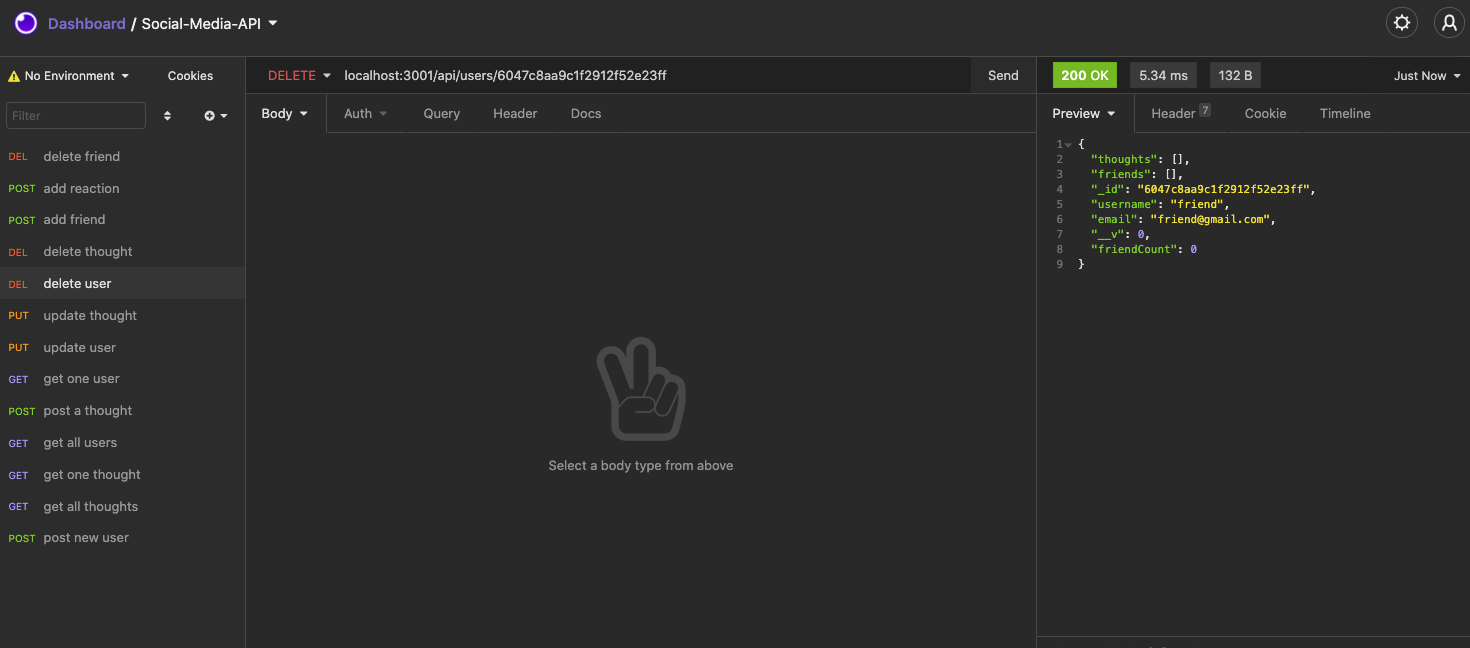 Dashboard / Social-Media-API
No Environment
Cookies
Filter
DEL delete friend
POST add reaction
POST add friend
DEL delete thought
DEL delete user
PUT update thought
PUT update user
GET get one user
POST post a thought
GET get all users
GET get one thought
GET get all thoughts
POST post new user
DELETE localhost:3001/api/users/6047c8aa9c1f2912f52e23ff Send
Body Auth Query Header Docs
Select a body type from above
200 OK 5.34 ms 132 B Just Now
Preview Header 7 Cookie Timeline
1 {
2 "thoughts": [],
3 "friends": [],
4 "_id": "6047c8aa9c1f2912f52e23ff",
5 "username": "friend",
6 "email": "friend@gmail.com",
7 "__v": 0,
8 "friendCount": 0
9 }